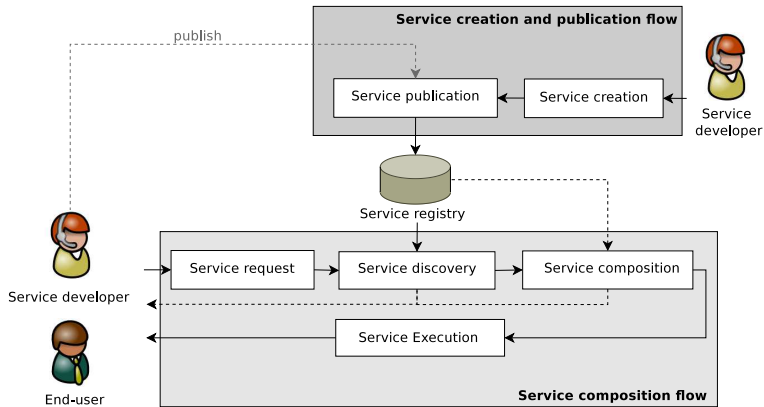 Service creation and publication flow
publish
Service publication
Service creation
Service
developer
Service registry
Service request
Service discovery
Service composition
Service developer
Service Execution
End-user
Service composition flow